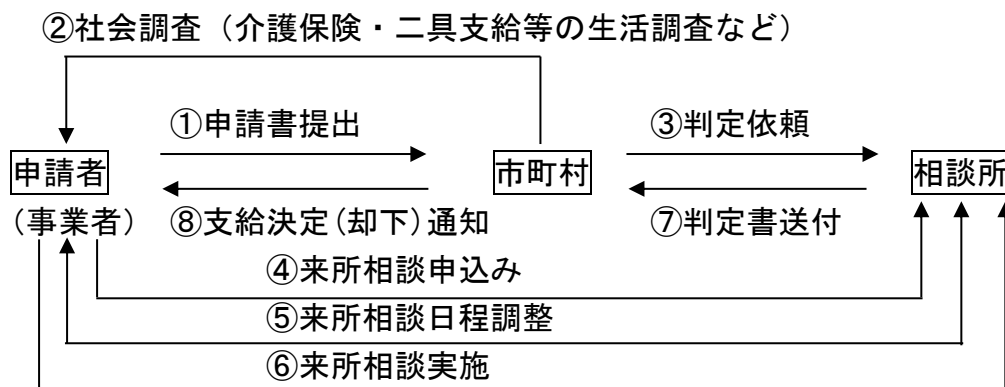 ②社会調査（介護保険・二具支給等の生活調査など）
①申請書提出
③判定依頼
申請者
市町村
相談所
（事業者）
⑧支給決定(却下)通知
⑦判定書送付
④来所相談申込み
⑤来所相談日程調整
⑥来所相談実施